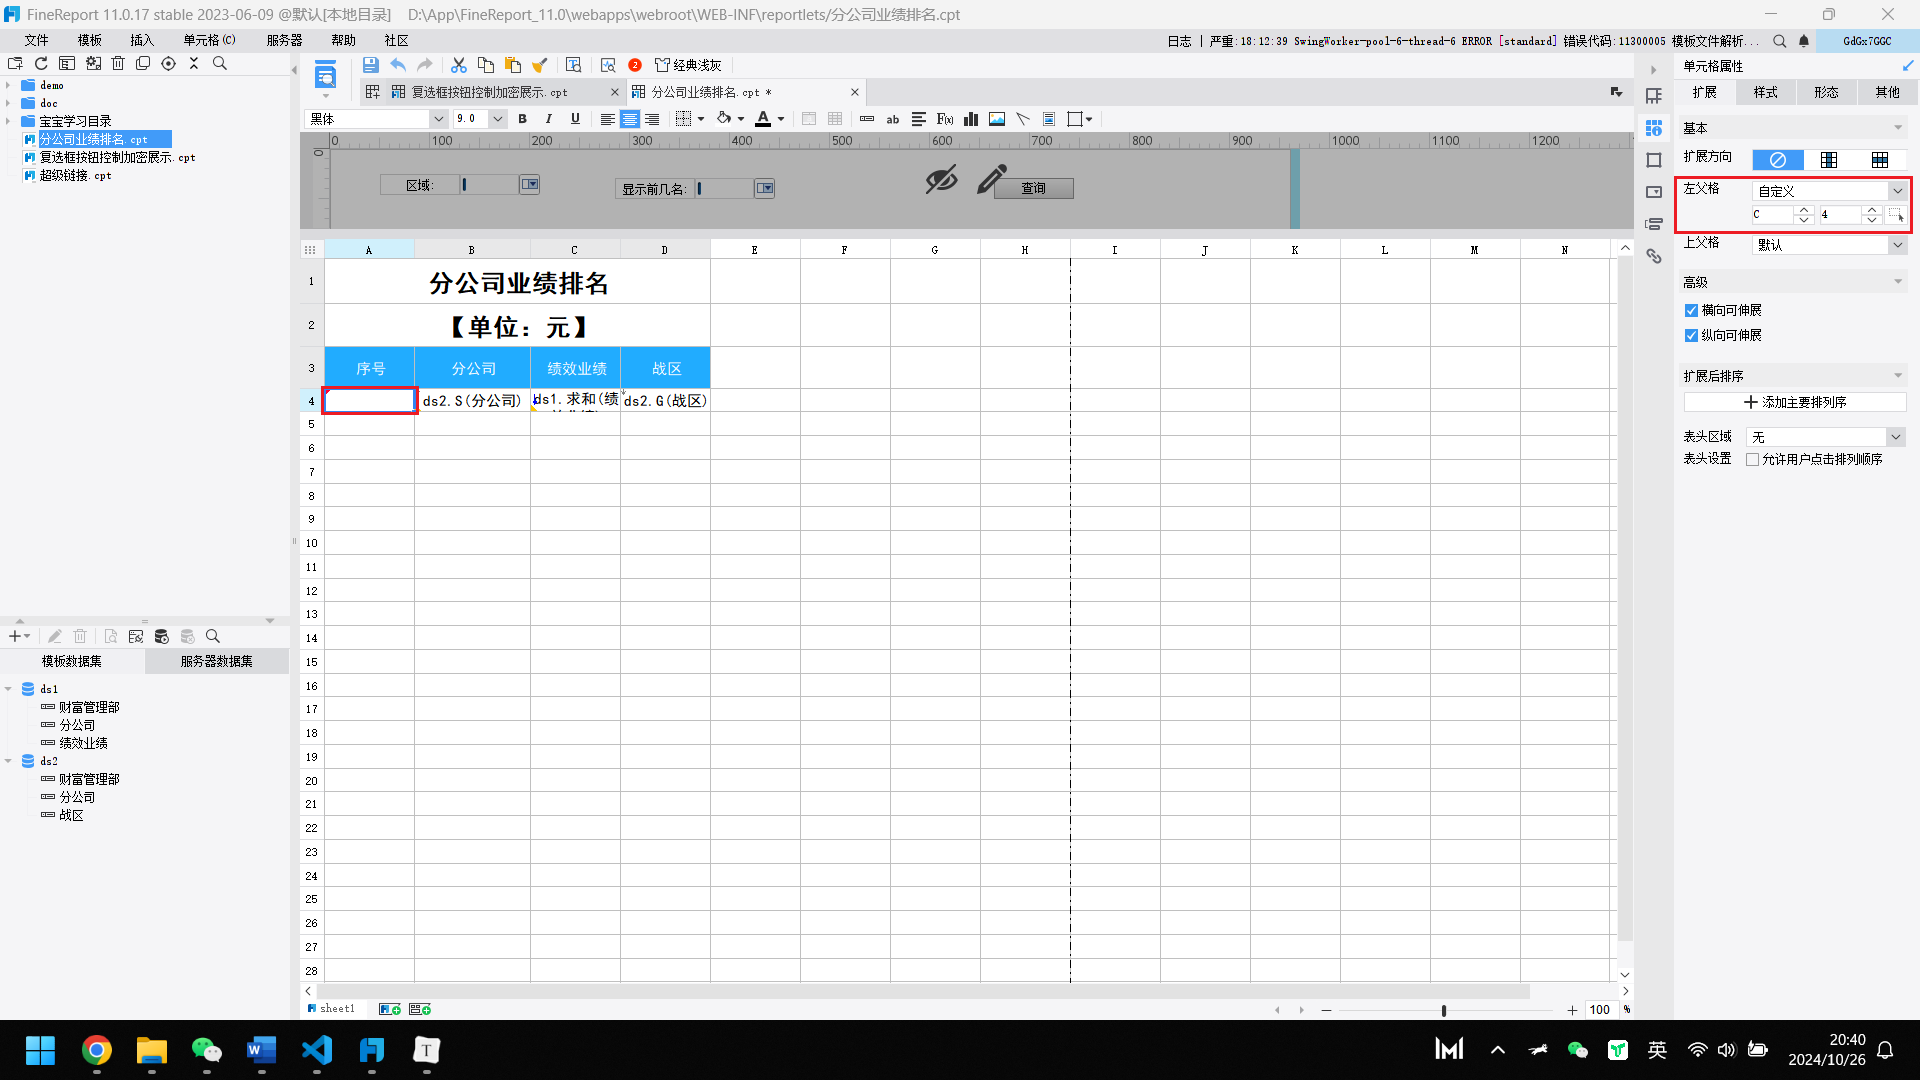 FineReport 11.0.17 stable 2023-06-09 @默认[本地目录] D:\App\FineReport_11.0\webapps\webroot\WEB-INF\reportlets/分公司业绩排名.cpt
文件 模板 插入 单元格(C) 服务器 帮助 社区
日志 | 严重:18:12:39 SwingWorker-pool-6-thread-6 ERROR [standard] 错误代码:11300005 模板文件解析... GdGx7GGC
demo
doc
宝宝学习目录
分公司业绩排名.cpt
复选框按钮控制加密展示.cpt
超级链接.cpt
2 经典浅灰
复选框按钮控制加密展示.cpt 分公司业绩排名.cpt *
黑体 9.0 B I U A ab F(x)
0 100 200 300 400 500 600 700 800 900 1000 1100 1200
0
区域: 显示前几名: 查询
A B C D E F G H I J K L M N
1 分公司业绩排名
2 【单位：元】
3 序号 分公司 绩效业绩 战区
4 ds2.S(分公司) ds1.求和(绩 ds2.G(战区)
5
6
7
8
9
10
11
12
13
14
15
16
17
18
19
20
21
22
23
24
25
26
27
28
sheet1
100 %
模板数据集 服务器数据集
ds1
财富管理部
分公司
绩效业绩
ds2
财富管理部
分公司
战区
单元格属性
扩展 样式 形态 其他
基本
扩展方向
左父格 自定义
C 4
上父格 默认
高级
横向可伸展
纵向可伸展
扩展后排序
添加主要排列序
表头区域 无
表头设置 允许用户点击排列顺序
英
20:40
2024/10/26